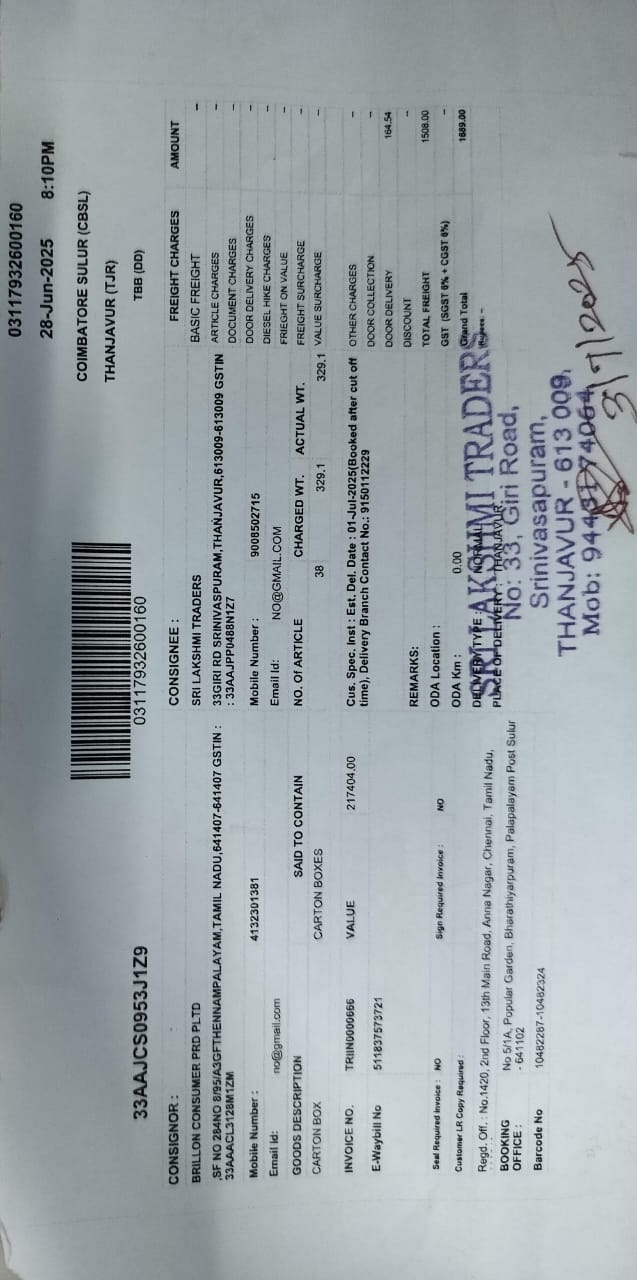 03117932600160
28-Jun-2025 8:10PM
COIMBATORE SULUR (CBSL)
THANJAVUR (TJR)
TBB (DD)
33AAJCS0953J1Z9
03117932600160
CONSIGNOR :
BRILLON CONSUMER PRD PLTD
,SF NO 284NO 8/95/A3GFTHENNAMPALAYAM,TAMIL NADU,641407-641407 GSTIN :
33AAACL3128M1ZM
Mobile Number : 4132301381
Email Id: no@gmail.com
CONSIGNEE :
SRI LAKSHMI TRADERS
33GIRI RD SRINIVASPURAM,THANJAVUR,613009-613009 GSTIN
: 33AAJPP0488N1Z7
Mobile Number : 9008502715
Email Id: NO@GMAIL.COM
GOODS DESCRIPTION SAID TO CONTAIN NO. Of ARTICLE CHARGED WT. ACTUAL WT.
CARTON BOX CARTON BOXES 38 329.1 329.1
INVOICE NO. TRIIN0000666 VALUE 217404.00
E-Waybill No 511837573721
Cus. Spec. Inst : Est. Del. Date : 01-Jul-2025(Booked after cut off
time), Delivery Branch Contact No.: 9150112229
REMARKS:
Seal Required Invoice : NO Sign Required Invoice : NO
ODA Location :
Customer LR Copy Required :
ODA Km : 0.00
DELIVERY TYPE : NORMAL
PLACE OF DELIVERY : THANJAVUR
Regd. Off. : No.1420, 2nd Floor, 13th Main Road, Anna Nagar, Chennai, Tamil Nadu,
BOOKING OFFICE :
No 5/1A, Popular Garden, Bharathiyarpuram, Palapalayam Post Sulur
- 641102
Barcode No 10482287-10482324
FREIGHT CHARGES AMOUNT
BASIC FREIGHT –
ARTICLE CHARGES –
DOCUMENT CHARGES –
DOOR DELIVERY CHARGES –
DIESEL HIKE CHARGES –
FRIEGHT ON VALUE –
FREIGHT SURCHARGE –
VALUE SURCHARGE –
OTHER CHARGES –
DOOR COLLECTION –
DOOR DELIVERY 164.54
DISCOUNT –
TOTAL FREIGHT 1508.00
GST (SGST 6% + CGST 6%) –
Grand Total 1689.00
Rupees: –
SRI LAKSHMI TRADERS
No: 33, Giri Road,
Srinivasapuram,
THANJAVUR - 613 009.
Mob:
3/7/2025